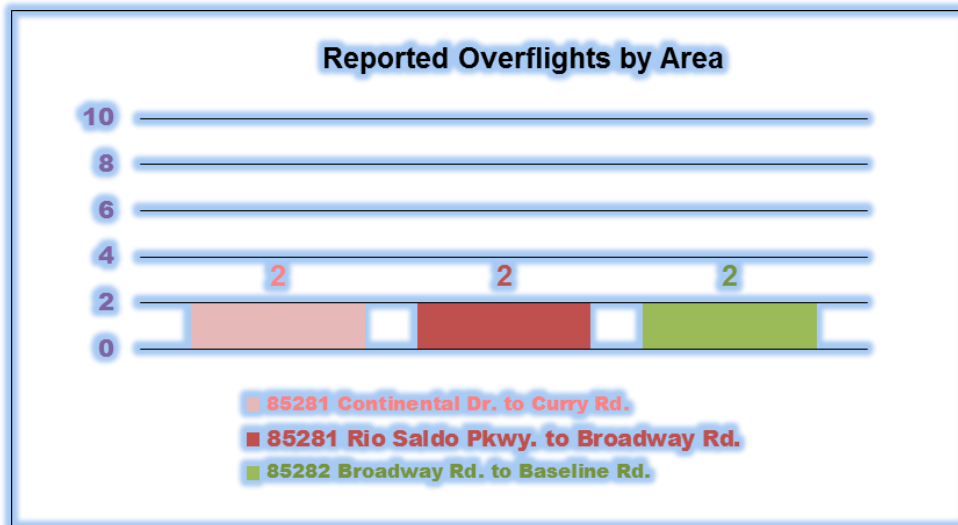 Reported Overflights by Area
10
8
6
4
2 2 2
2
0
85281 Continental Dr. to Curry Rd.
85281 Rio Saldo Pkwy. to Broadway Rd.
85282 Broadway Rd. to Baseline Rd.